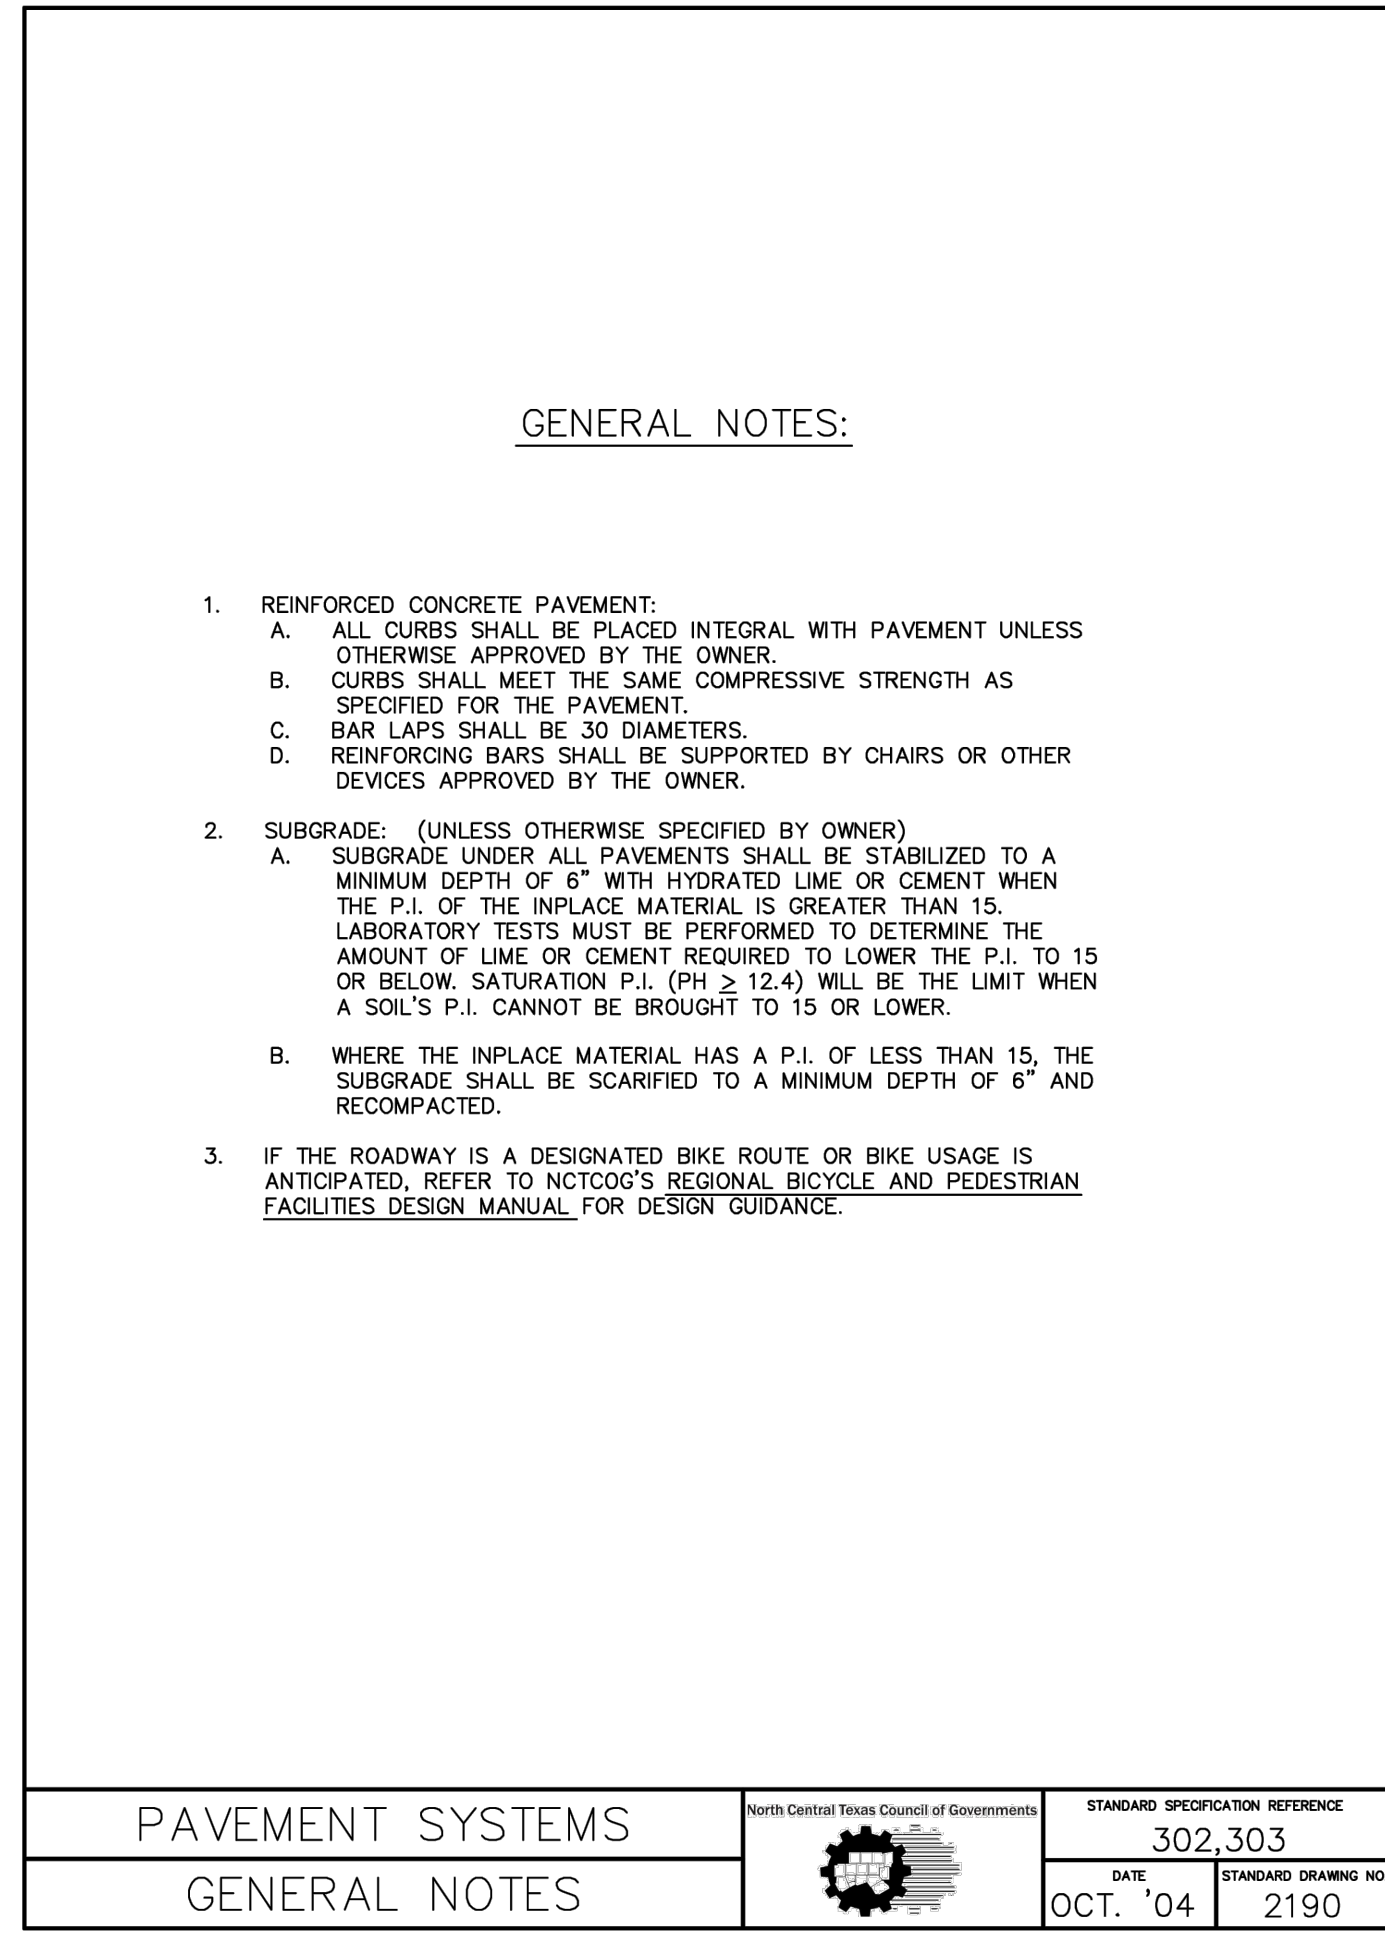 GENERAL NOTES:
1. REINFORCED CONCRETE PAVEMENT:
A. ALL CURBS SHALL BE PLACED INTEGRAL WITH PAVEMENT UNLESS
OTHERWISE APPROVED BY THE OWNER.
B. CURBS SHALL MEET THE SAME COMPRESSIVE STRENGTH AS
SPECIFIED FOR THE PAVEMENT.
C. BAR LAPS SHALL BE 30 DIAMETERS.
D. REINFORCING BARS SHALL BE SUPPORTED BY CHAIRS OR OTHER
DEVICES APPROVED BY THE OWNER.
2. SUBGRADE: (UNLESS OTHERWISE SPECIFIED BY OWNER)
A. SUBGRADE UNDER ALL PAVEMENTS SHALL BE STABILIZED TO A
MINIMUM DEPTH OF 6" WITH HYDRATED LIME OR CEMENT WHEN
THE P.I. OF THE INPLACE MATERIAL IS GREATER THAN 15.
LABORATORY TESTS MUST BE PERFORMED TO DETERMINE THE
AMOUNT OF LIME OR CEMENT REQUIRED TO LOWER THE P.I. TO 15
OR BELOW. SATURATION P.I. (PH ≥ 12.4) WILL BE THE LIMIT WHEN
A SOIL'S P.I. CANNOT BE BROUGHT TO 15 OR LOWER.
B. WHERE THE INPLACE MATERIAL HAS A P.I. OF LESS THAN 15, THE
SUBGRADE SHALL BE SCARIFIED TO A MINIMUM DEPTH OF 6" AND
RECOMPACTED.
3. IF THE ROADWAY IS A DESIGNATED BIKE ROUTE OR BIKE USAGE IS
ANTICIPATED, REFER TO NCTCOG'S REGIONAL BICYCLE AND PEDESTRIAN
FACILITIES DESIGN MANUAL FOR DESIGN GUIDANCE.
PAVEMENT SYSTEMS
GENERAL NOTES
North Central Texas Council of Governments
STANDARD SPECIFICATION REFERENCE
302,303
DATE
OCT. '04
STANDARD DRAWING NO
2190